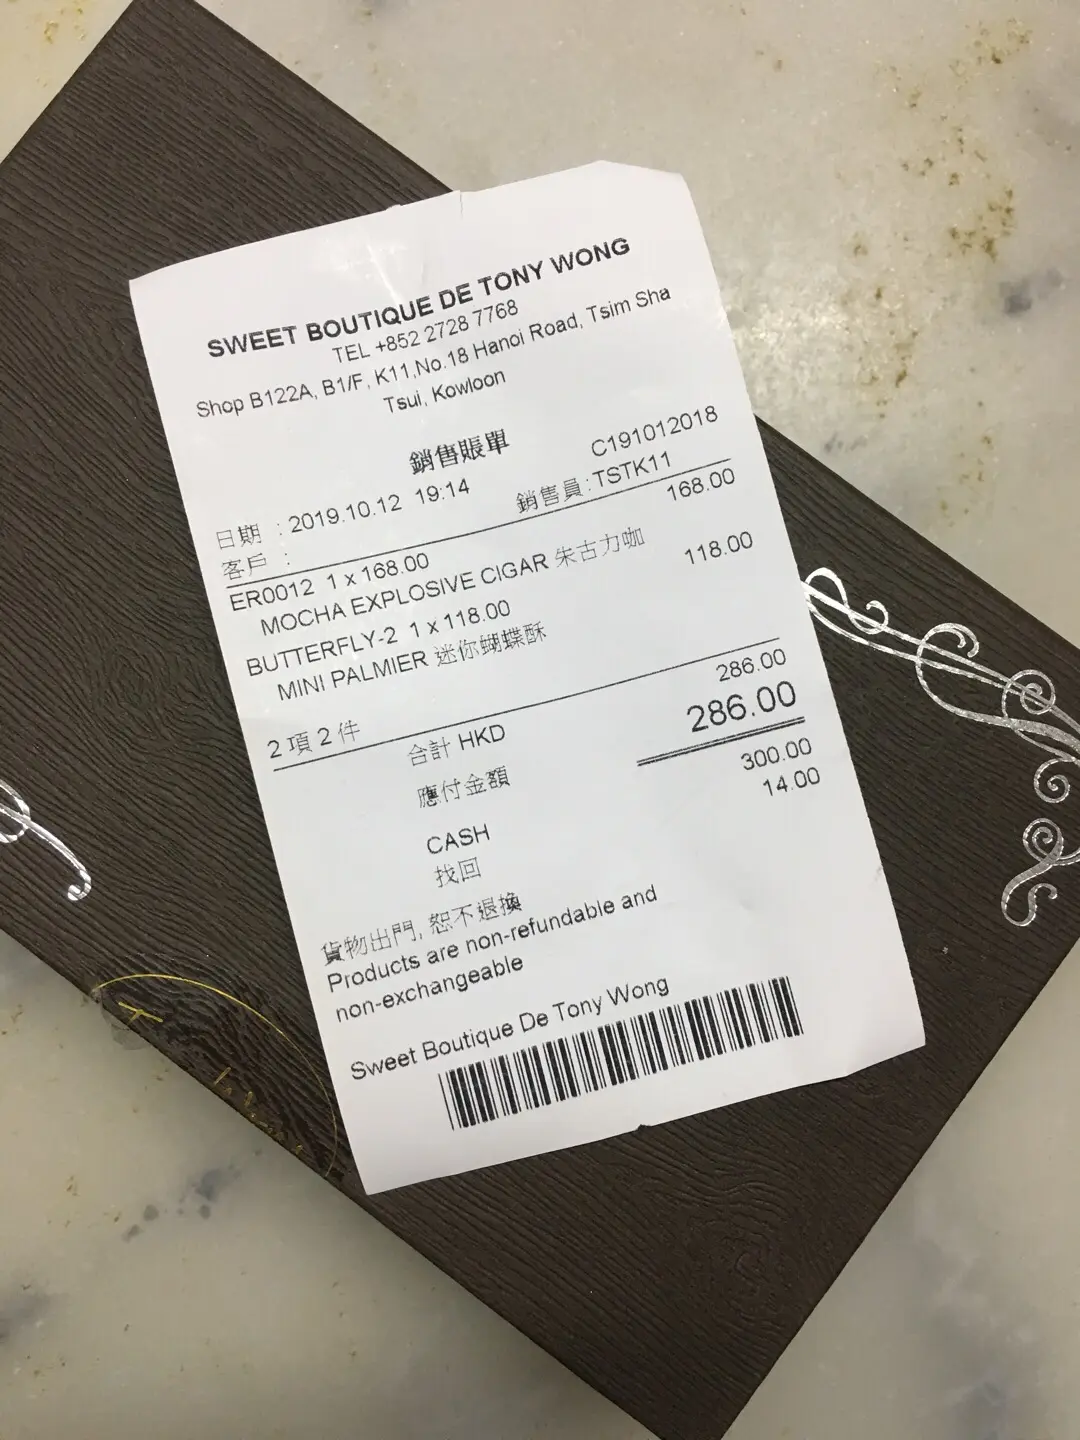 SWEET BOUTIQUE DE TONY WONG
TEL +852 2728 7768
Shop B122A, B1/F, K11,No.18 Hanoi Road, Tsim Sha
Tsui, Kowloon
銷售賬單 C191012018
日期 : 2019.10.12 19:14 銷售員:TSTK11
客戶 :
ER0012 1 x 168.00 168.00
MOCHA EXPLOSIVE CIGAR 朱古力咖
BUTTERFLY-2 1 x 118.00 118.00
MINI PALMIER 迷你蝴蝶酥
2 項 2 件 合計 HKD 286.00
應付金額 286.00
CASH 300.00
找回 14.00
貨物出門, 恕不退換
Products are non-refundable and
non-exchangeable
Sweet Boutique De Tony Wong